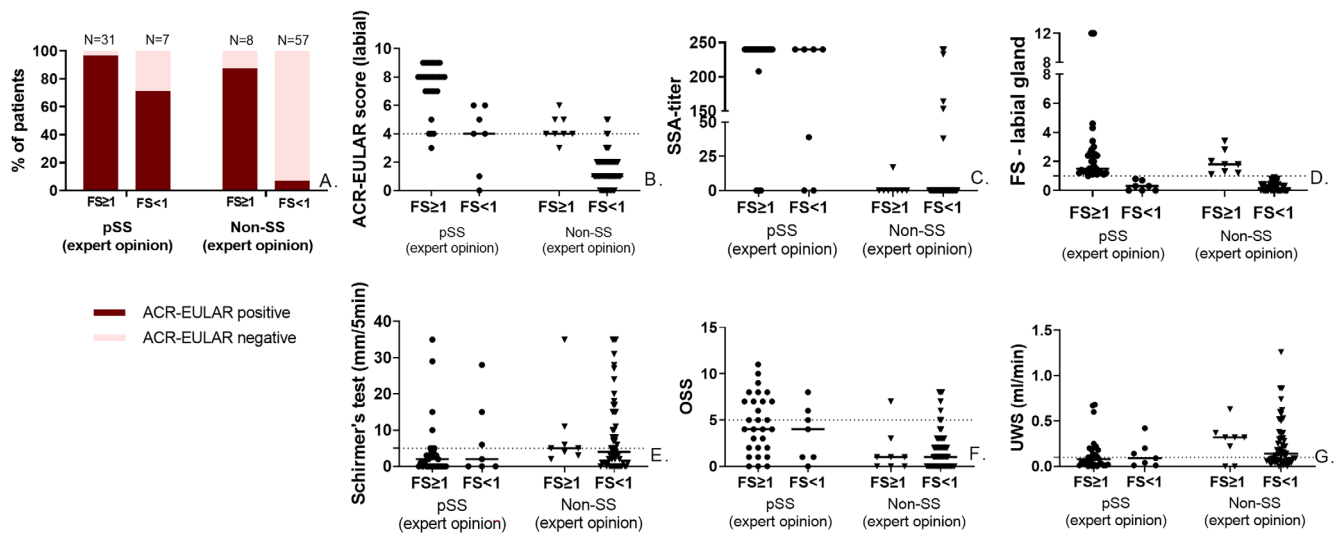 N=31 N=7 N=8 N=57
100
80
60
40
20
0
% of patients
FS≥1 FS<1 FS≥1 FS<1
pSS
(expert opinion)
Non-SS
(expert opinion)
A.
ACR-EULAR positive
ACR-EULAR negative
10
8
6
4
2
0
ACR-EULAR score (labial)
FS≥1 FS<1 FS≥1 FS<1
pSS
(expert opinion)
Non-SS
(expert opinion)
B.
250
200
150
50
25
0
SSA-titer
FS≥1 FS<1 FS≥1 FS<1
pSS
(expert opinion)
Non-SS
(expert opinion)
C.
12
8
6
4
2
0
FS - labial gland
FS≥1 FS<1 FS≥1 FS<1
pSS
(expert opinion)
Non-SS
(expert opinion)
D.
40
30
20
10
0
Schirmer's test (mm/5min)
FS≥1 FS<1 FS≥1 FS<1
pSS
(expert opinion)
Non-SS
(expert opinion)
E.
15
10
5
0
OSS
FS≥1 FS<1 FS≥1 FS<1
pSS
(expert opinion)
Non-SS
(expert opinion)
F.
1.5
1.0
0.5
0.0
UWS (ml/min)
FS≥1 FS<1 FS≥1 FS<1
pSS
(expert opinion)
Non-SS
(expert opinion)
G.